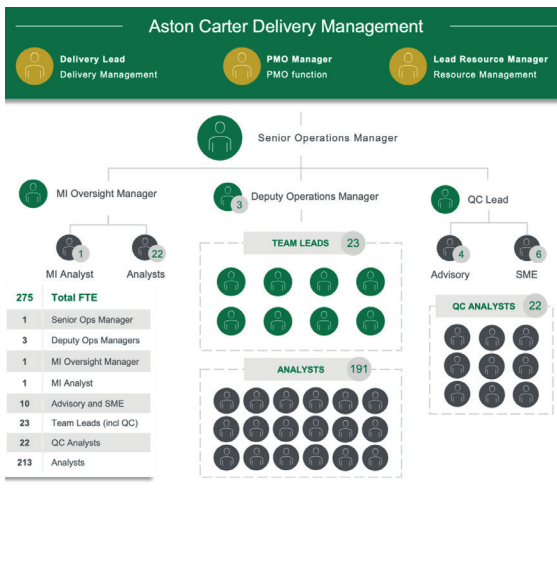 Aston Carter Delivery Management
Delivery Lead
Delivery Management
PMO Manager
PMO function
Lead Resource Manager
Resource Management
Senior Operations Manager
MI Oversight Manager
3
Deputy Operations Manager
QC Lead
1
MI Analyst
22
Analysts
TEAM LEADS 23
4
Advisory
6
SME
QC ANALYSTS 22
ANALYSTS 191
275 Total FTE
1 Senior Ops Manager
3 Deputy Ops Managers
1 MI Oversight Manager
1 MI Analyst
10 Advisory and SME
23 Team Leads (incl QC)
22 QC Analysts
213 Analysts